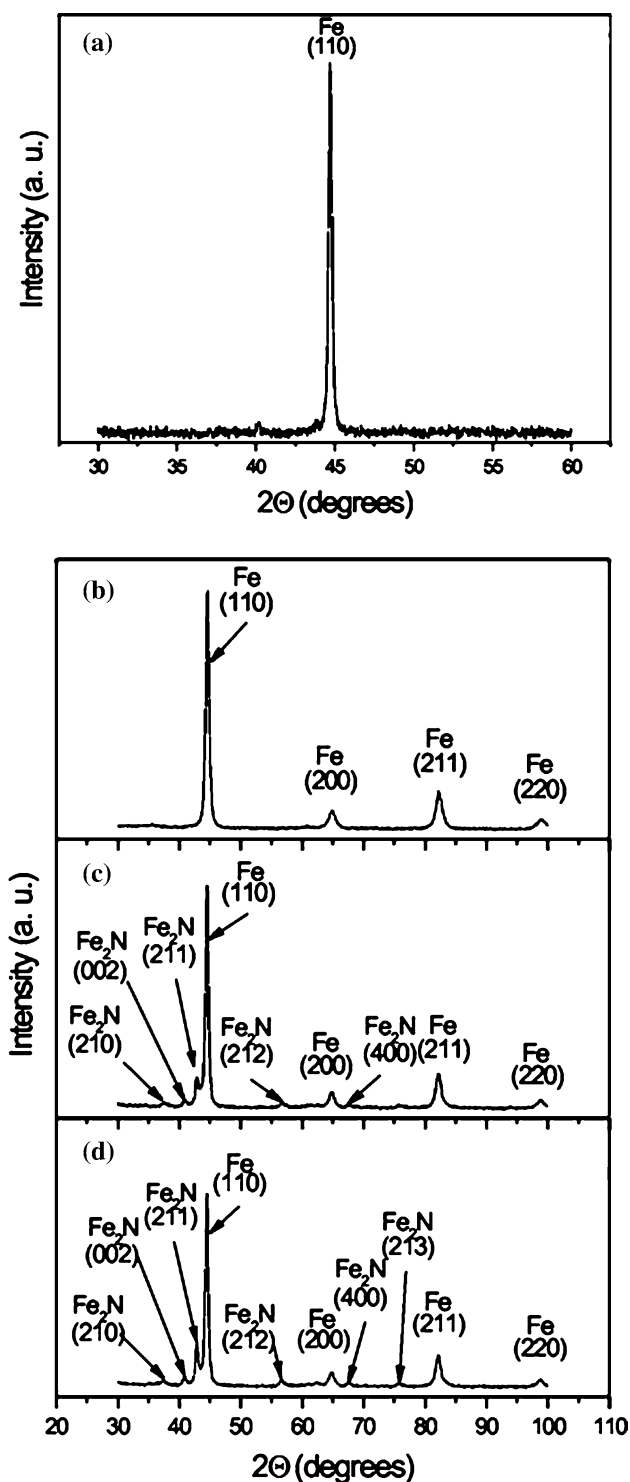 (a)
Fe
(110)
Intensity (a. u.)
30 35 40 45 50 55 60
2Θ (degrees)
(b)
Fe
(110)
Fe
(200)
Fe
(211)
Fe
(220)
(c)
Fe
(110)
Fe₂N
(211)
Fe₂N
(002)
Fe₂N
(210)
Fe₂N
(212)
Fe
(200)
Fe₂N
(400)
Fe
(211)
Fe
(220)
Intensity (a. u.)
(d)
Fe
(110)
Fe₂N
(211)
Fe₂N
(002)
Fe₂N
(210)
Fe₂N
(212)
Fe
(200)
Fe₂N
(400)
Fe₂N
(213)
Fe
(211)
Fe
(220)
20 30 40 50 60 70 80 90 100 110
2Θ (degrees)